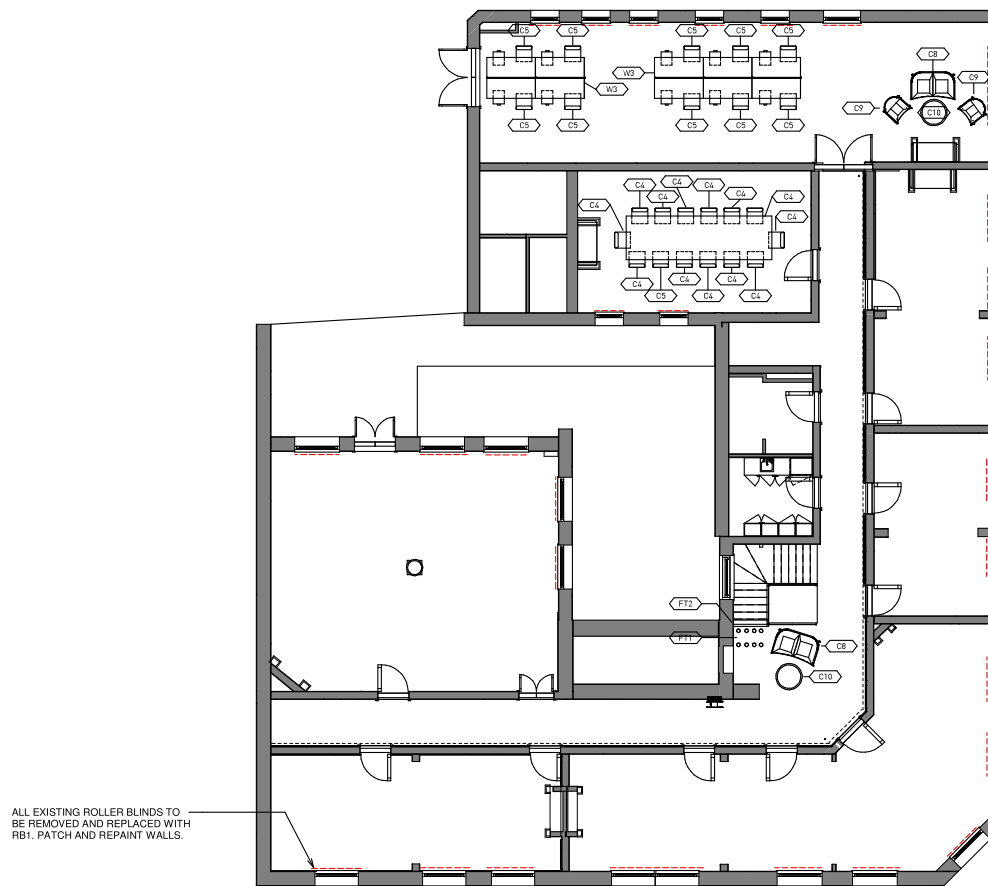 C5 C5 C5 C5 C5
C8
W3
C9
W3
C9
C10
C5 C5 C5 C5 C5
C4 C4 C4
C4 C4 C4 C4
C4
C4
C4 C4
C4 C4 C4
C5
FT2
FT1
C8
C10
ALL EXISTING ROLLER BLINDS TO
BE REMOVED AND REPLACED WITH
RB1. PATCH AND REPAINT WALLS.